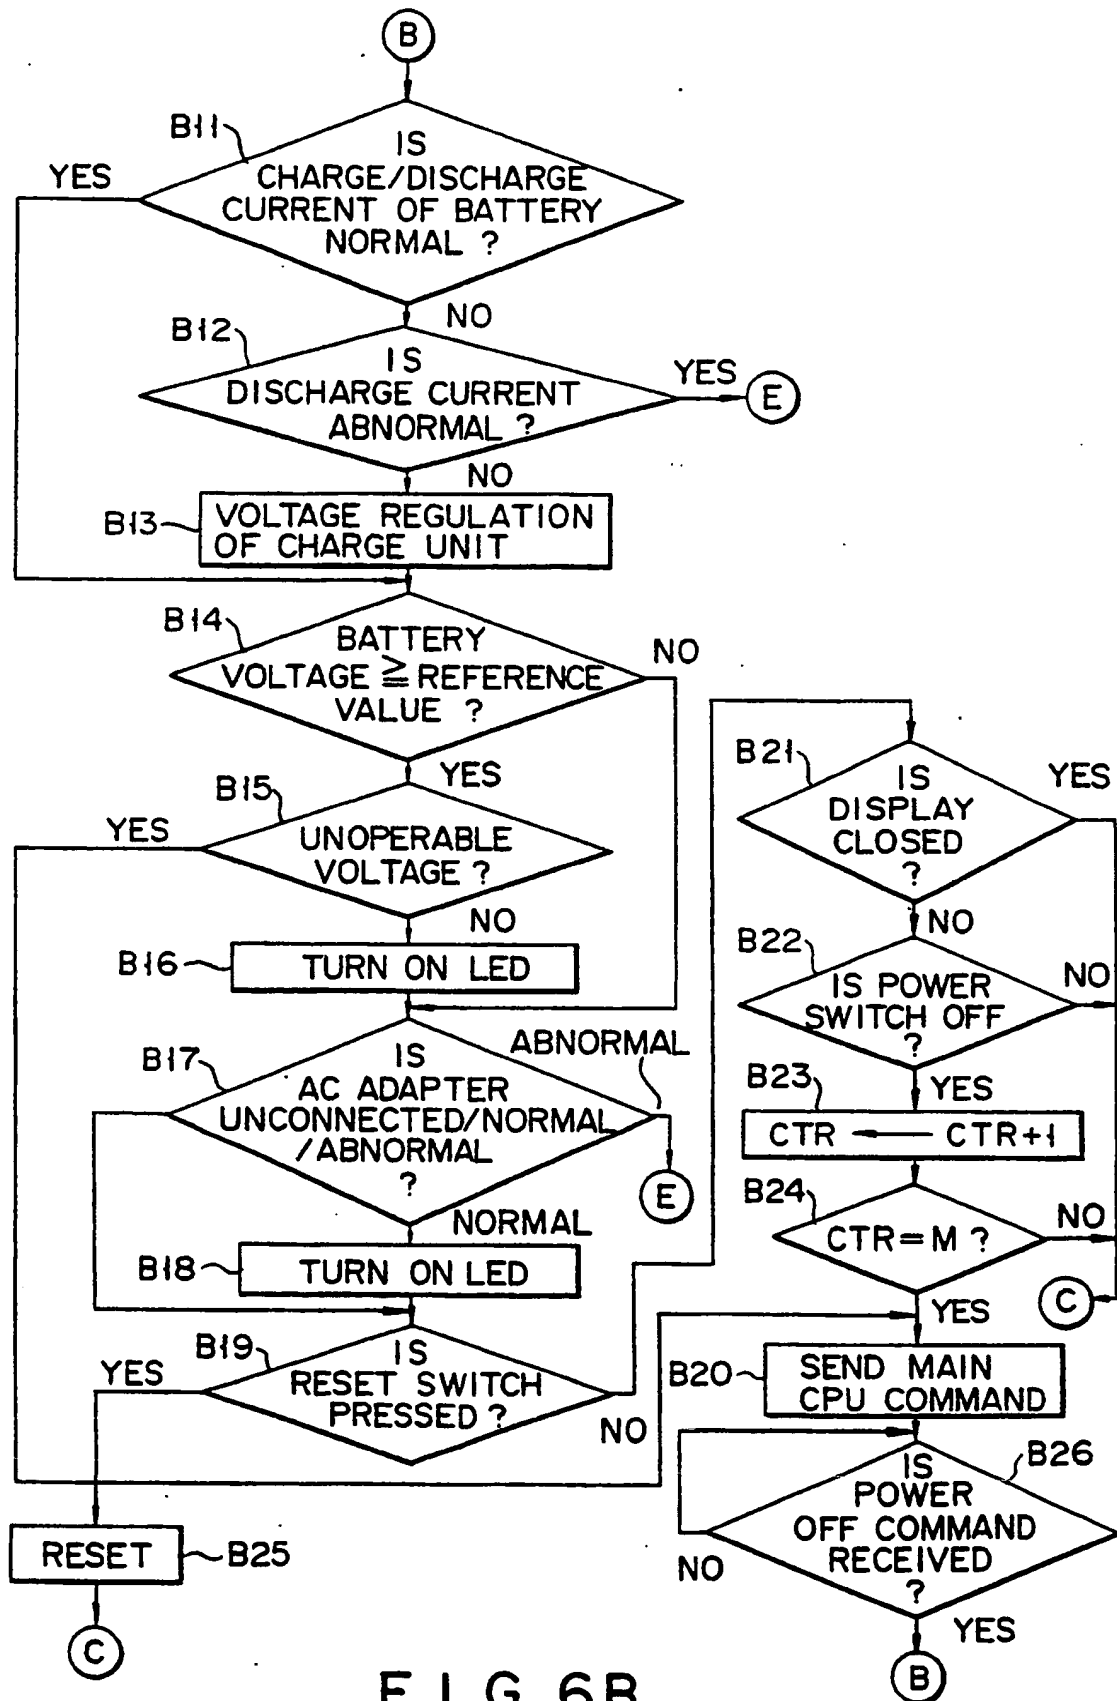 B
B11
IS
CHARGE/DISCHARGE
CURRENT OF BATTERY
NORMAL ?
YES
NO
B12
IS
DISCHARGE CURRENT
ABNORMAL ?
YES
E
NO
B13
VOLTAGE REGULATION
OF CHARGE UNIT
B14
BATTERY
VOLTAGE ≧ REFERENCE
VALUE ?
NO
YES
B15
UNOPERABLE
VOLTAGE ?
YES
NO
B16
TURN ON LED
B17
IS
AC ADAPTER
UNCONNECTED/NORMAL
/ABNORMAL
?
ABNORMAL
E
NORMAL
B18
TURN ON LED
B19
IS
RESET SWITCH
PRESSED ?
YES
NO
RESET
B25
C
B21
IS
DISPLAY
CLOSED
?
YES
NO
B22
IS POWER
SWITCH OFF
?
NO
YES
B23
CTR ← CTR+1
B24
CTR=M ?
NO
C
YES
B20
SEND MAIN
CPU COMMAND
B26
IS
POWER
OFF COMMAND
RECEIVED
?
NO
YES
B
FIG. 6B